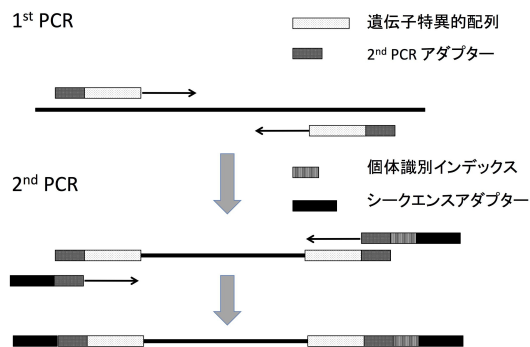 1st PCR
遺伝子特異的配列
2nd PCR アダプター
2nd PCR
個体識別インデックス
シークエンスアダプター